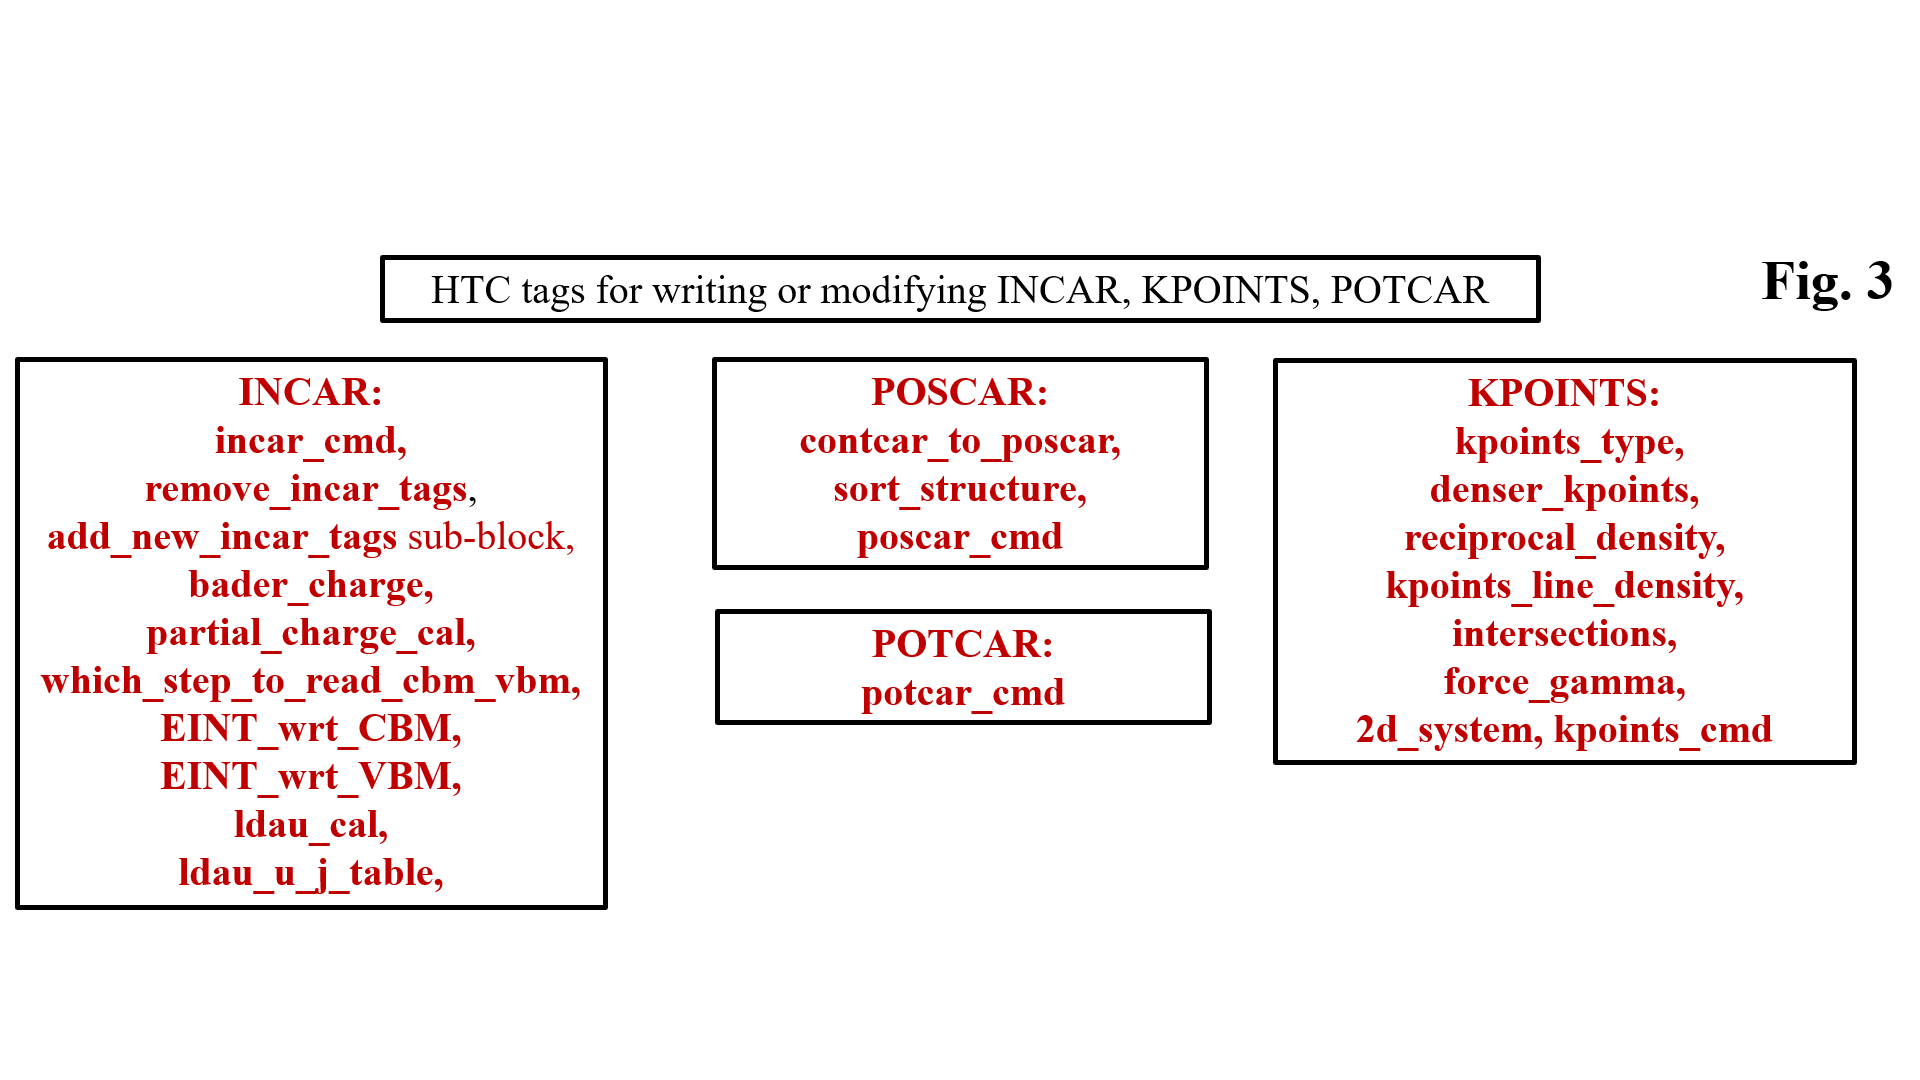 HTC tags for writing or modifying INCAR, KPOINTS, POTCAR
Fig. 3
INCAR:
incar_cmd,
remove_incar_tags,
add_new_incar_tags sub-block,
bader_charge,
partial_charge_cal,
which_step_to_read_cbm_vbm,
EINT_wrt_CBM,
EINT_wrt_VBM,
ldau_cal,
ldau_u_j_table,
POSCAR:
contcar_to_poscar,
sort_structure,
poscar_cmd
POTCAR:
potcar_cmd
KPOINTS:
kpoints_type,
denser_kpoints,
reciprocal_density,
kpoints_line_density,
intersections,
force_gamma,
2d_system, kpoints_cmd